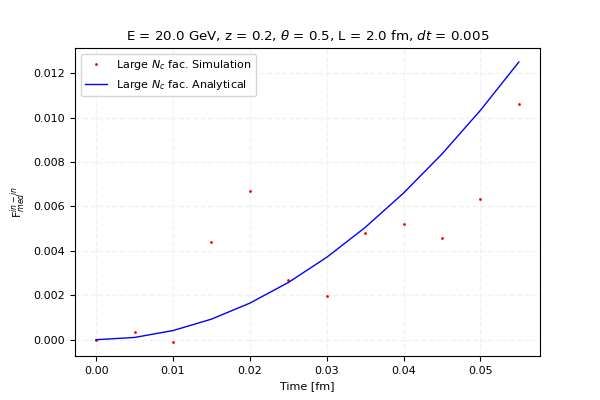 E = 20.0 GeV, z = 0.2, θ = 0.5, L = 2.0 fm, dt = 0.005
Large N_c fac. Simulation
Large N_c fac. Analytical
F_med^{in−in}
0.012
0.010
0.008
0.006
0.004
0.002
0.000
0.00 0.01 0.02 0.03 0.04 0.05
Time [fm]